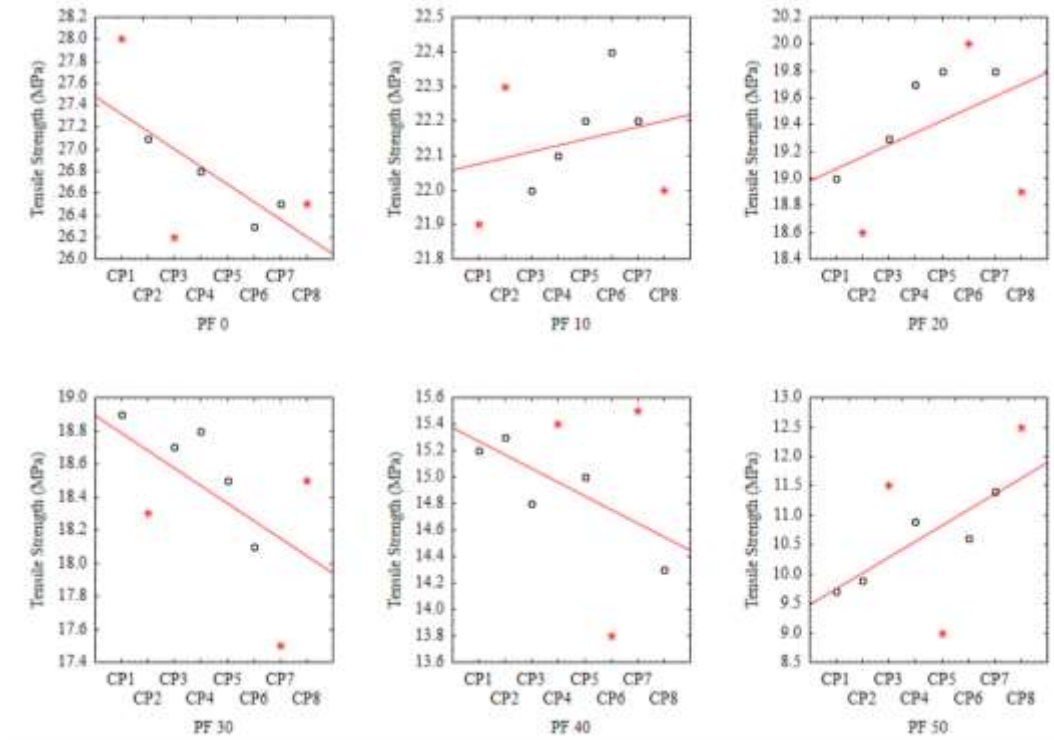 Tensile Strength (MPa)
28.2
28.0
27.8
27.6
27.4
27.2
27.0
26.8
26.6
26.4
26.2
26.0
CP1 CP3 CP5 CP7
CP2 CP4 CP6 CP8
PF 0
Tensile Strength (MPa)
22.5
22.4
22.3
22.2
22.1
22.0
21.9
21.8
CP1 CP3 CP5 CP7
CP2 CP4 CP6 CP8
PF 10
Tensile Strength (MPa)
20.2
20.0
19.8
19.6
19.4
19.2
19.0
18.8
18.6
18.4
CP1 CP3 CP5 CP7
CP2 CP4 CP6 CP8
PF 20
Tensile Strength (MPa)
19.0
18.8
18.6
18.4
18.2
18.0
17.8
17.6
17.4
CP1 CP3 CP5 CP7
CP2 CP4 CP6 CP8
PF 30
Tensile Strength (MPa)
15.6
15.4
15.2
15.0
14.8
14.6
14.4
14.2
14.0
13.8
13.6
CP1 CP3 CP5 CP7
CP2 CP4 CP6 CP8
PF 40
Tensile Strength (MPa)
13.0
12.5
12.0
11.5
11.0
10.5
10.0
9.5
9.0
8.5
CP1 CP3 CP5 CP7
CP2 CP4 CP6 CP8
PF 50